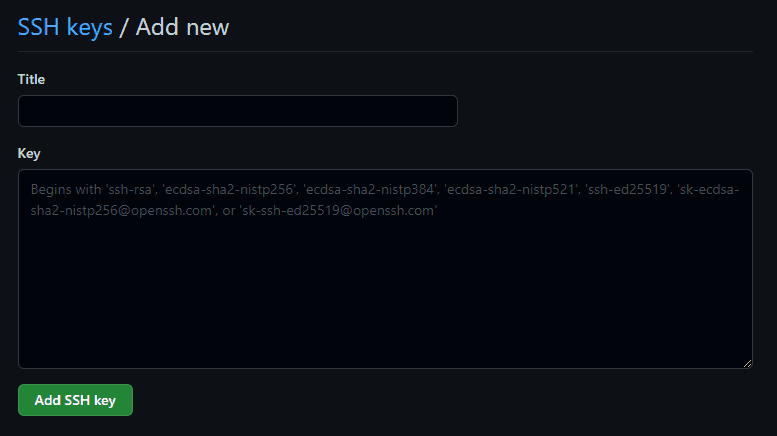 SSH keys / Add new
Title
Key
Begins with 'ssh-rsa', 'ecdsa-sha2-nistp256', 'ecdsa-sha2-nistp384', 'ecdsa-sha2-nistp521', 'ssh-ed25519', 'sk-ecdsa-
sha2-nistp256@openssh.com', or 'sk-ssh-ed25519@openssh.com'
Add SSH key